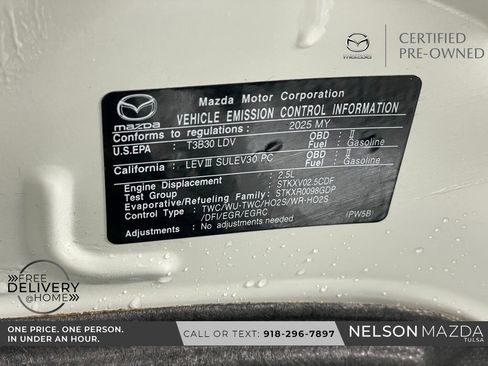 mazda
CERTIFIED
PRE-OWNED
mazda
Mazda Motor Corporation
VEHICLE EMISSION CONTROL INFORMATION
Conforms to regulations : 2025 MY
U.S.EPA : T3B30 LDV OBD : II
Fuel : Gasoline
California : LEVIII SULEV30 PC OBD : II
Fuel : Gasoline
Engine Displacement : 2.5L
Test Group : STKXV02.5CDF
Evaporative/Refueling Family: STKXR0098GDP
Control Type : TWC/WU-TWC/HO2S/WR-HO2S
/DFI/EGR/EGRC
Adjustments : No adjustments needed. (PW5B)
FREE
DELIVERY
@HOME
ONE PRICE. ONE PERSON.
IN UNDER AN HOUR.
CALL OR TEXT: 918-296-7897
NELSON MAZDA
TULSA